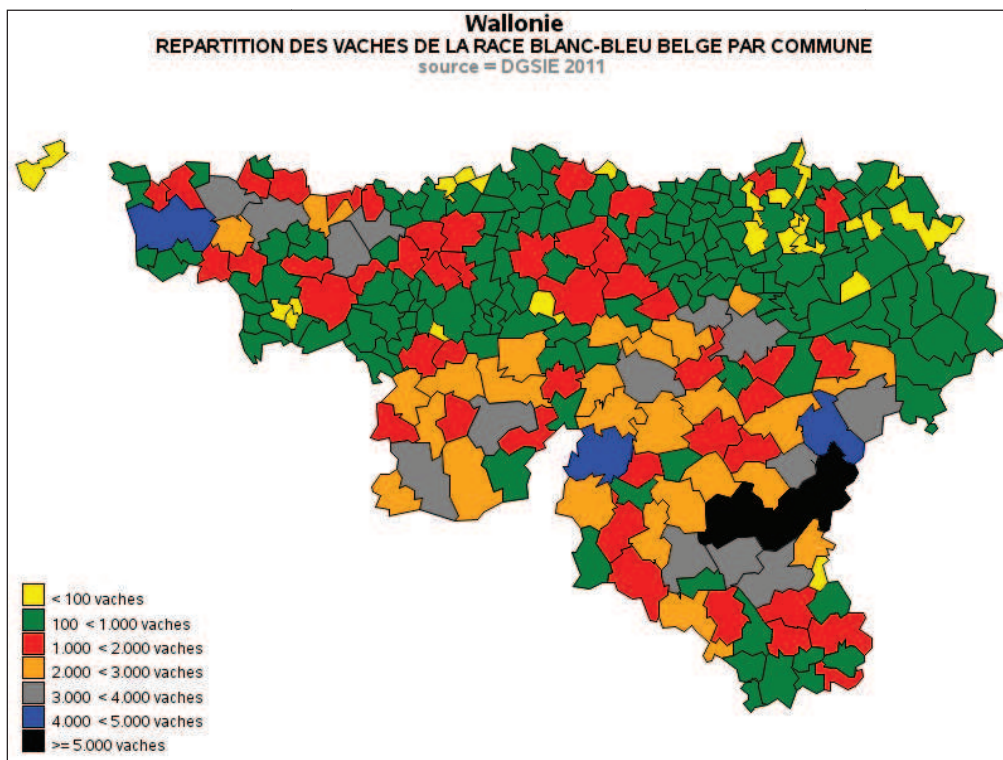 Wallonie
REPARTITION DES VACHES DE LA RACE BLANC-BLEU BELGE PAR COMMUNE
source = DGSIE 2011
< 100 vaches
100 < 1.000 vaches
1.000 < 2.000 vaches
2.000 < 3.000 vaches
3.000 < 4.000 vaches
4.000 < 5.000 vaches
>= 5.000 vaches